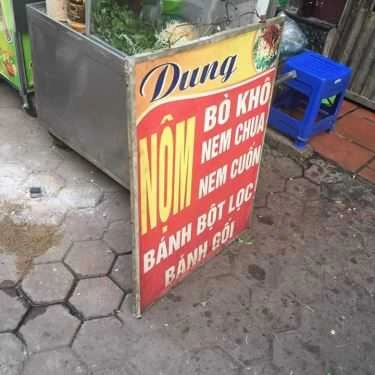 Dung
NỘM
BÒ KHÔ
NEM CHUA
NEM CUỐN
BÁNH BỘT LỌC
BÁNH GỐI